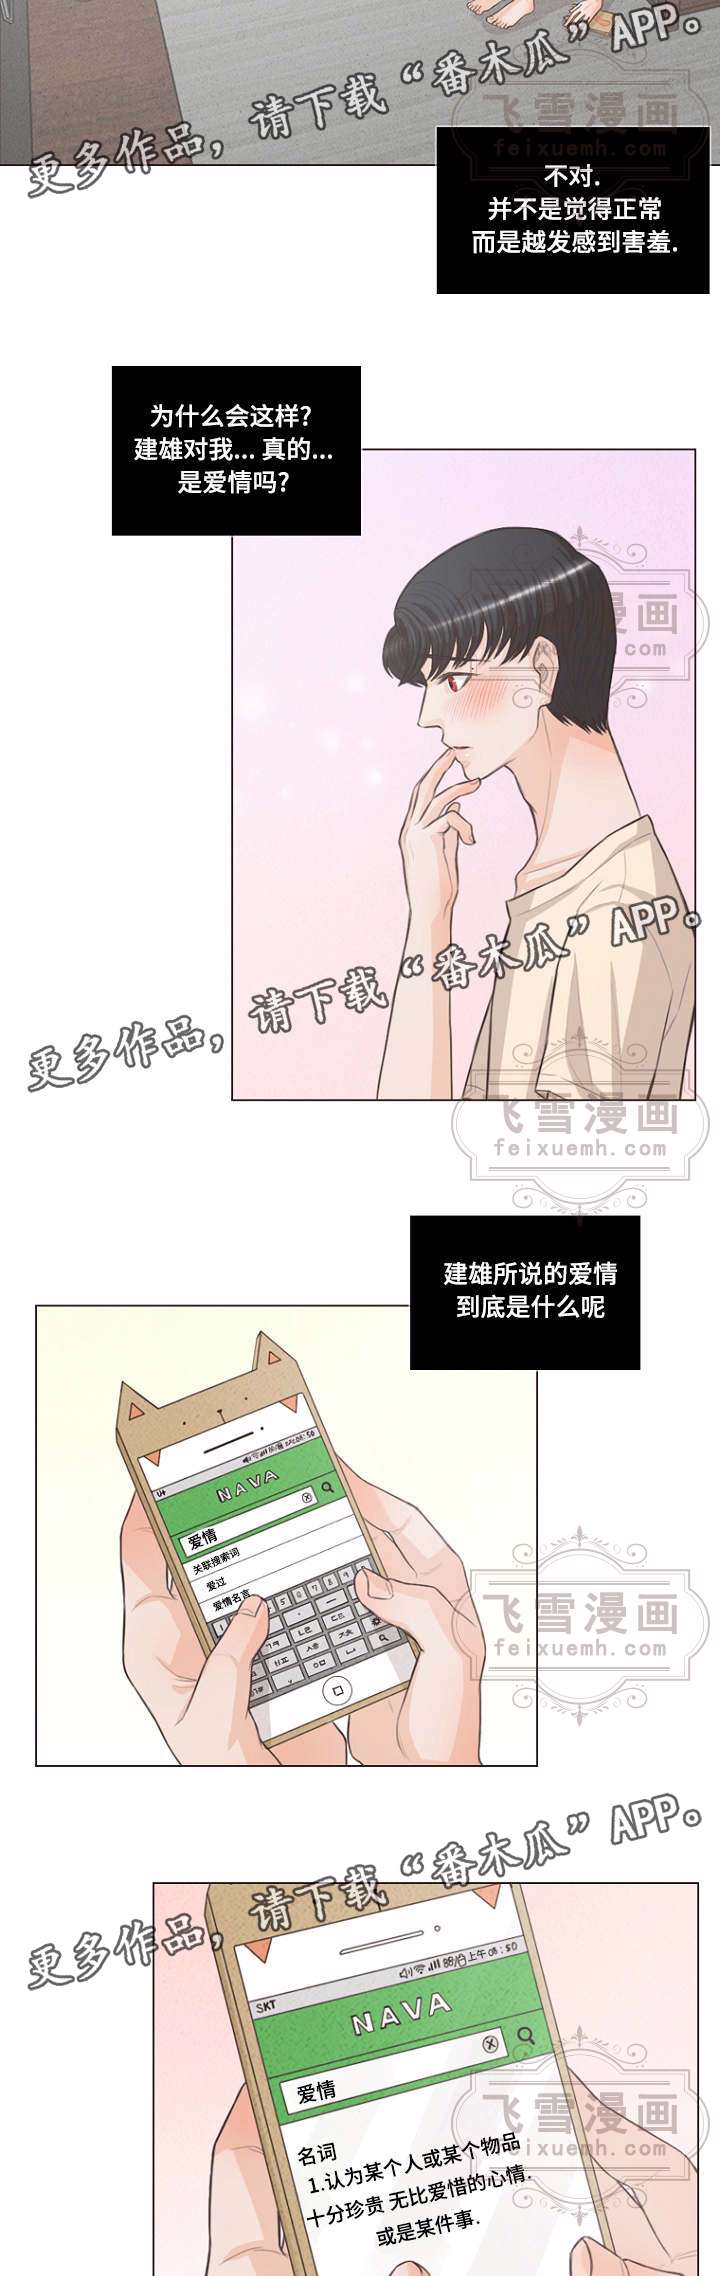 更多作品，请下载“番木瓜”APP。
飞雪漫画
feixuemh.com
不对.
并不是觉得正常
而是越发感到害羞.
为什么会这样?
建雄对我... 真的...
是爱情吗?
飞雪漫画
.com
更多作品，请下载“番木瓜”APP。
飞雪漫画
feixuemh.com
建雄所说的爱情
到底是什么呢
U+
NAVA
爱情
关联搜索词
爱过
爱情名言
飞雪漫画
feixuemh.com
更多作品，请下载“番木瓜”APP。
SKT
88
上午 08:50
NAVA
爱情
飞雪漫画
feixuemh.com
名词
1.认为某个人或某个物品
十分珍贵 无比爱惜的心情.
或是某件事.